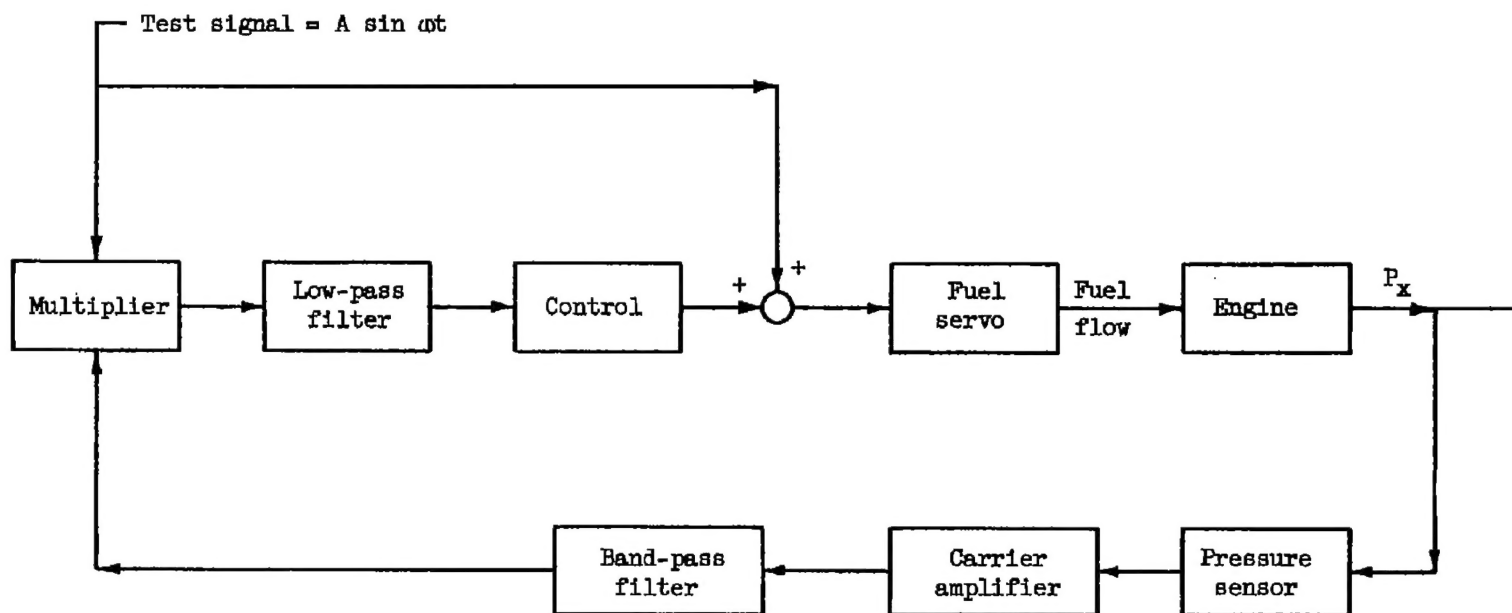 Test signal = A sin ωt
Multiplier
Low-pass
filter
Control
+
+
Fuel
servo
Fuel
flow
Engine
Px
Band-pass
filter
Carrier
amplifier
Pressure
sensor